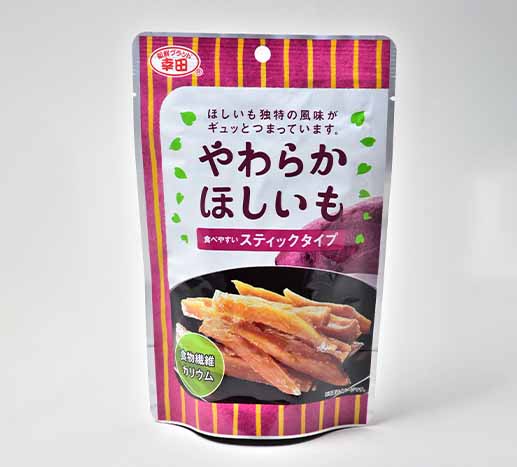 幸田
®
ほしいも独特の風味が
ギュッとつまっています。
やわらか
ほしいも
食べやすい スティックタイプ
食物繊維
カリウム